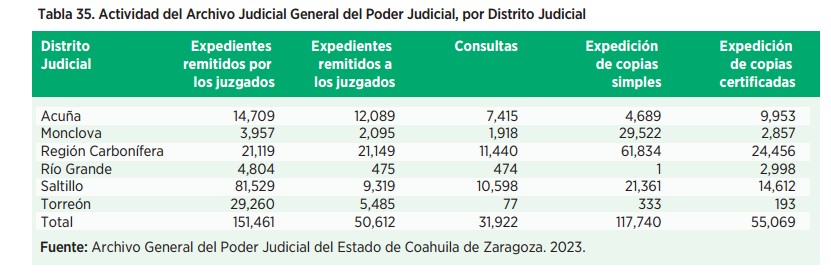 Tabla 35. Actividad del Archivo Judicial General del Poder Judicial, por Distrito Judicial
Distrito Judicial Expedientes remitidos por los juzgados Expedientes remitidos a los juzgados Consultas Expedición de copias simples Expedición de copias certificadas
Acuña 14,709 12,089 7,415 4,689 9,953
Monclova 3,957 2,095 1,918 29,522 2,857
Región Carbonífera 21,119 21,149 11,440 61,834 24,456
Río Grande 4,804 475 474 1 2,998
Saltillo 81,529 9,319 10,598 21,361 14,612
Torreón 29,260 5,485 77 333 193
Total 151,461 50,612 31,922 117,740 55,069
Fuente: Archivo General del Poder Judicial del Estado de Coahuila de Zaragoza. 2023.